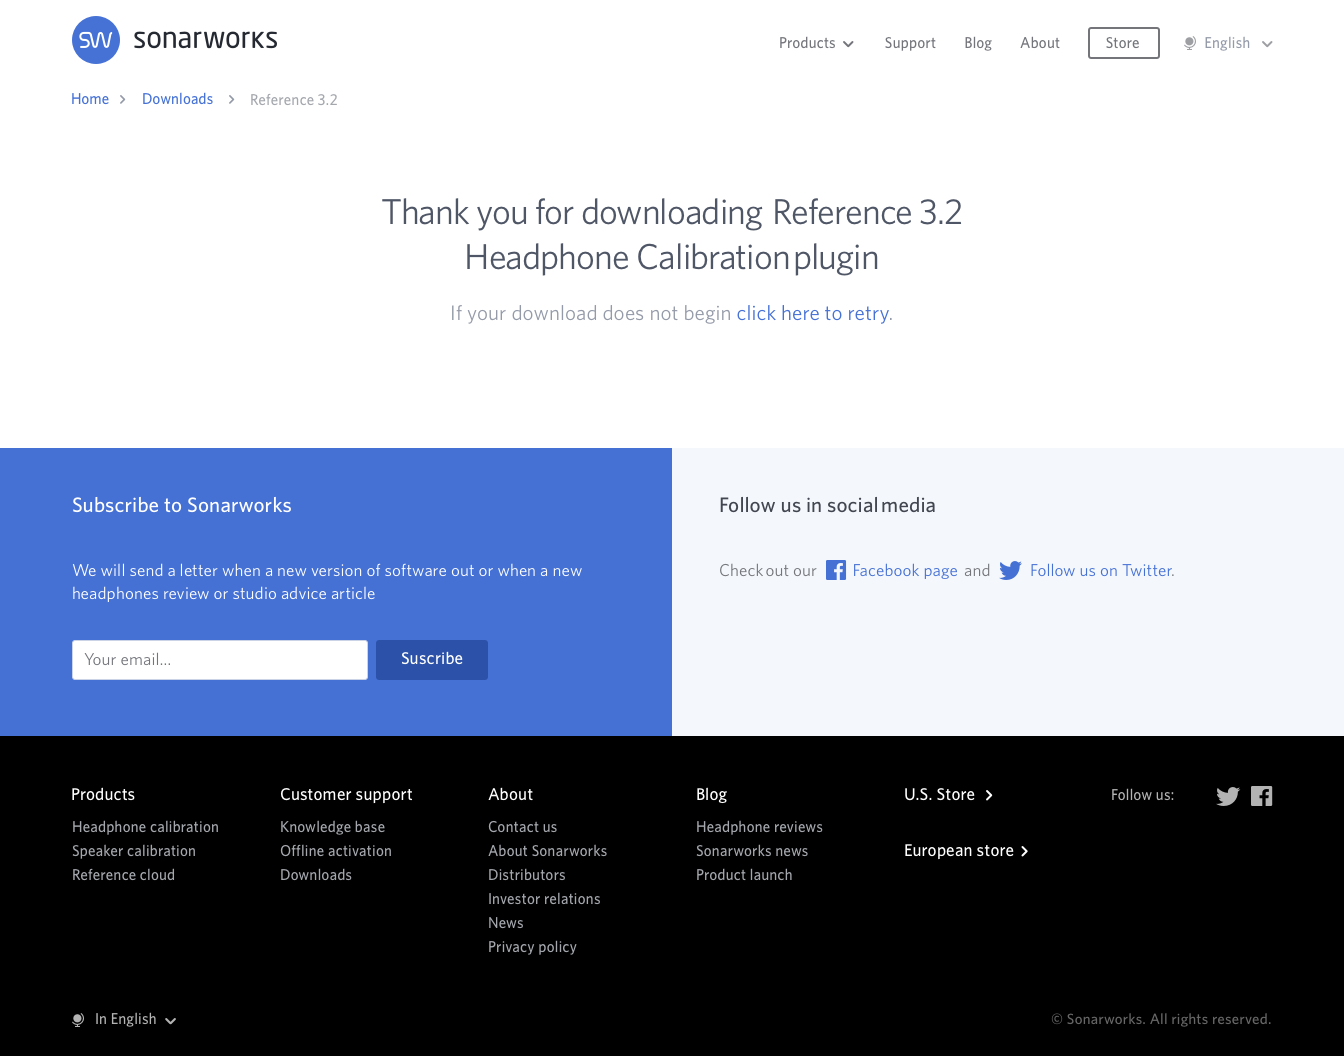 SW sonarworks
Products Support Blog About Store English
Home Downloads Reference 3.2
Thank you for downloading Reference 3.2
Headphone Calibration plugin
If your download does not begin click here to retry.
Subscribe to Sonarworks
We will send a letter when a new version of software out or when a new
headphones review or studio advice article
Your email...
Suscribe
Follow us in social media
Check out our Facebook page and Follow us on Twitter.
Products
Headphone calibration
Speaker calibration
Reference cloud
Customer support
Knowledge base
Offline activation
Downloads
About
Contact us
About Sonarworks
Distributors
Investor relations
News
Privacy policy
Blog
Headphone reviews
Sonarworks news
Product launch
U.S. Store
European store
Follow us:
In English
© Sonarworks. All rights reserved.